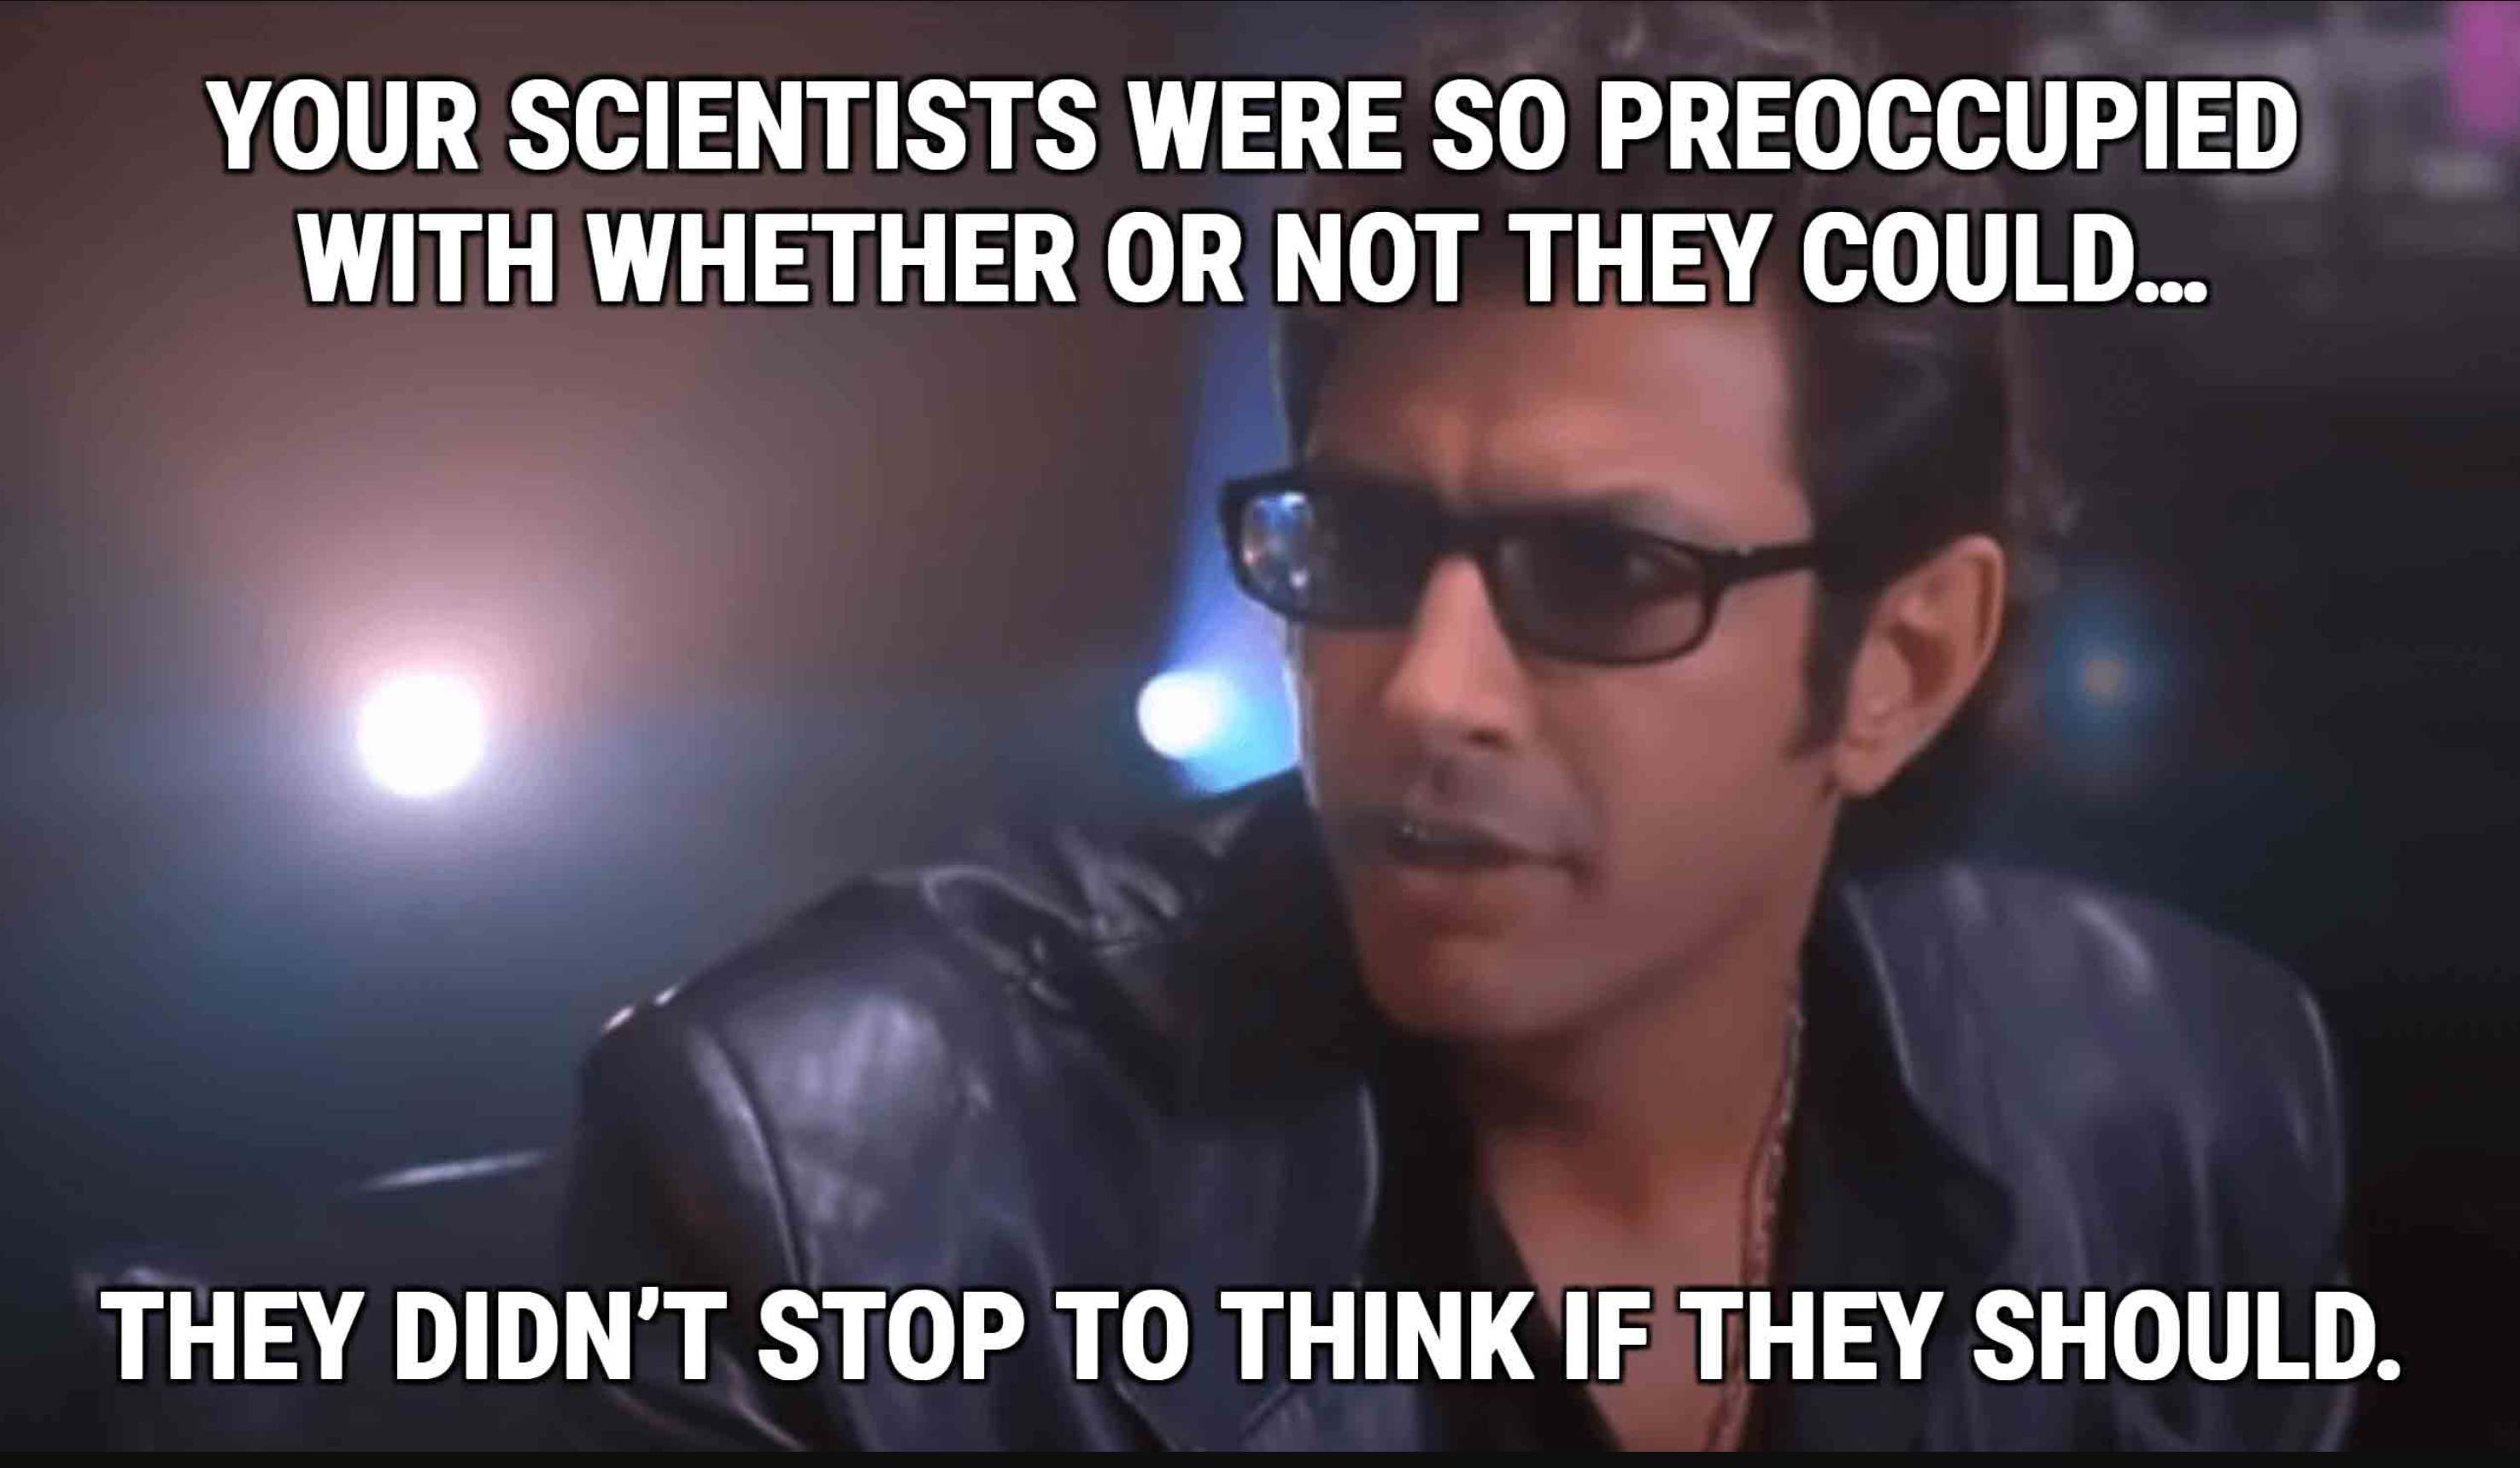 YOUR SCIENTISTS WERE SO PREOCCUPIED
WITH WHETHER OR NOT THEY COULD...
THEY DIDN’T STOP TO THINK IF THEY SHOULD.